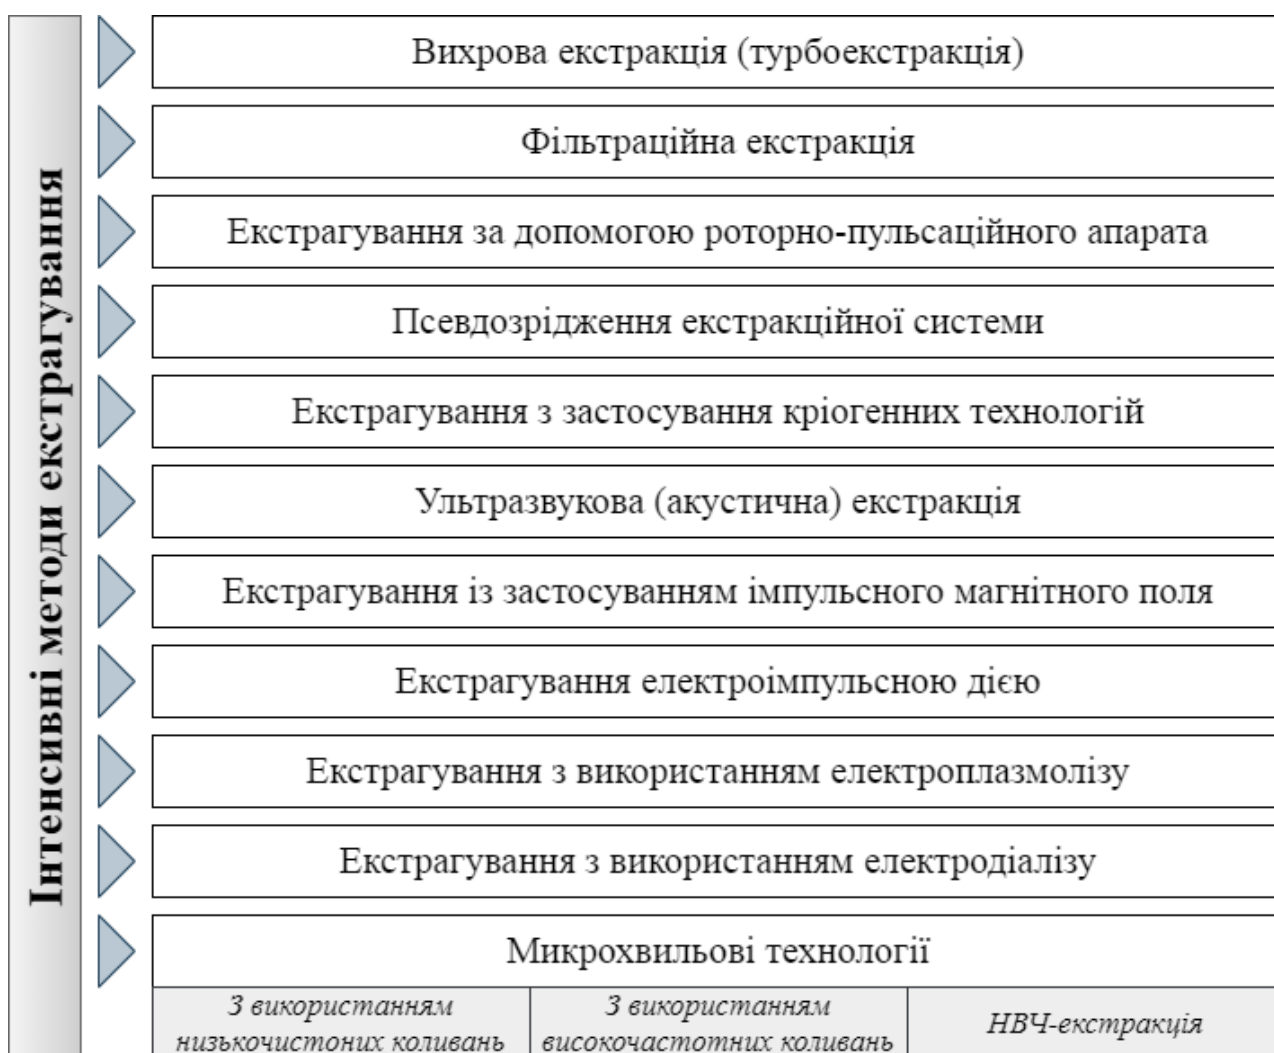 Інтенсивні методи екстрагування
Вихрова екстракція (турбоекстракція)
Фільтраційна екстракція
Екстрагування за допомогою роторно-пульсаційного апарата
Псевдозрідження екстракційної системи
Екстрагування з застосування кріогенних технологій
Ультразвукова (акустична) екстракція
Екстрагування із застосуванням імпульсного магнітного поля
Екстрагування електроімпульсною дією
Екстрагування з використанням електроплазмолізу
Екстрагування з використанням електродіалізу
Микрохвильові технології
З використанням
низькочистоних коливань
З використанням
високочастотних коливань
НВЧ-екстракція